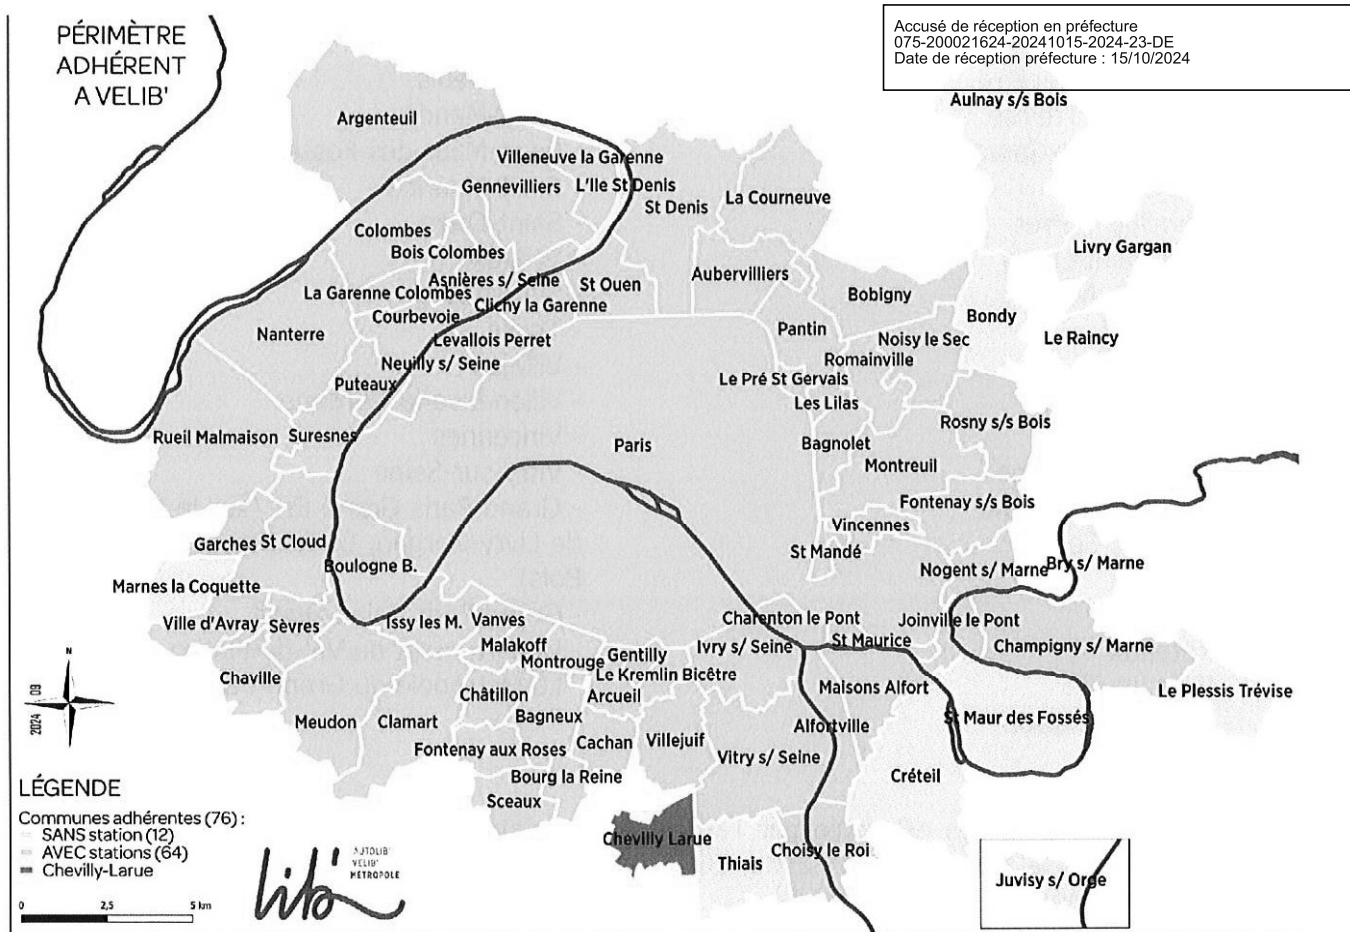 PÉRIMÈTRE
ADHÉRENT
A VELIB'
Accusé de réception en préfecture
075-200021624-20241015-2024-23-DE
Date de réception préfecture : 15/10/2024
Aulnay s/s Bois
Argenteuil
Villeneuve la Garenne
Gennevilliers
L'Ile St Denis
St Denis
La Courneuve
Colombes
Bois Colombes
Livry Gargan
Asnières s/ Seine
St Ouen
Aubervilliers
La Garenne Colombes
Clichy la Garenne
Bobigny
Courbevoie
Bondy
Nanterre
Pantin
Levallois Perret
Noisy le Sec
Le Raincy
Neuilly s/ Seine
Romainville
Puteaux
Le Pré St Gervais
Les Lilas
Rosny s/s Bois
Rueil Malmaison
Suresnes
Paris
Bagnolet
Montreuil
Fontenay s/s Bois
Vincennes
Garches
St Cloud
St Mandé
Boulogne B.
Nogent s/ Marne
Bry s/ Marne
Marnes la Coquette
Ville d'Avray
Sèvres
Issy les M.
Vanves
Charenton le Pont
Joinville le Pont
Malakoff
Montrouge
Gentilly
Ivry s/ Seine
St Maurice
Champigny s/ Marne
Le Kremlin Bicêtre
Chaville
Châtillon
Arcueil
Maisons Alfort
Le Plessis Trévise
Meudon
Clamart
Bagneux
Alfortville
St Maur des Fossés
Fontenay aux Roses
Cachan
Villejuif
Vitry s/ Seine
Bourg la Reine
Créteil
Sceaux
Chevilly Larue
Thiais
Choisy le Roi
Juvisy s/ Orge
N
2024 09
LÉGENDE
Communes adhérentes (76) :
SANS station (12)
AVEC stations (64)
Chevilly-Larue
0 2,5 5 km
AUTOLIB'
VELIB'
MÉTROPOLE